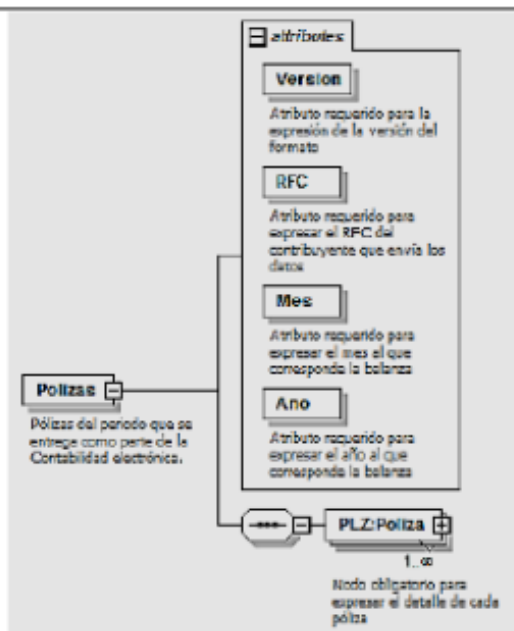 attributes
Version
Atributo requerido para la
expresión de la versión del
formato
RFC
Atributo requerido para
expresar el RFC del
contribuyente que envía los
datos
Mes
Atributo requerido para
expresar el mes al que
corresponde la balanza
Ano
Atributo requerido para
expresar el año al que
corresponde la balanza
Polizas
Pólizas del periodo que se
entrege como parte de la
Contabilidad electrónica.
PLZ:Poliza
1..∞
Nodo obligatorio para
expresar el detalle de cada
póliza